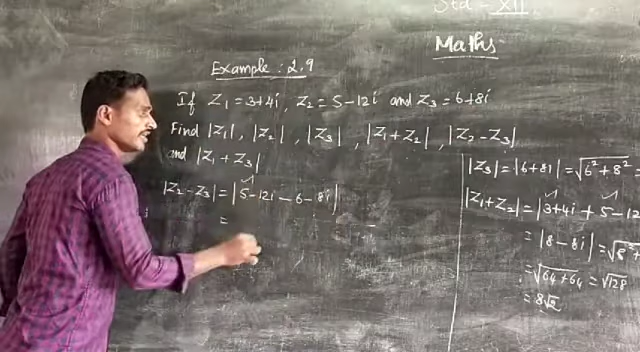 Std - XII
Maths
Example : 2.9
If Z₁ = 3+4i, Z₂ = 5-12i and Z₃ = 6+8i
Find |Z₁|, |Z₂|, |Z₃|, |Z₁+Z₂|, |Z₂-Z₃|
and |Z₁+Z₃|
|Z₂-Z₃| = |5-12i-6-8i|
=
|Z₃| = |6+8i| = √6²+8² =
|Z₁+Z₂| = |3+4i + 5-12
= |8-8i| = √8²+
= √64+64 = √128
= 8√2